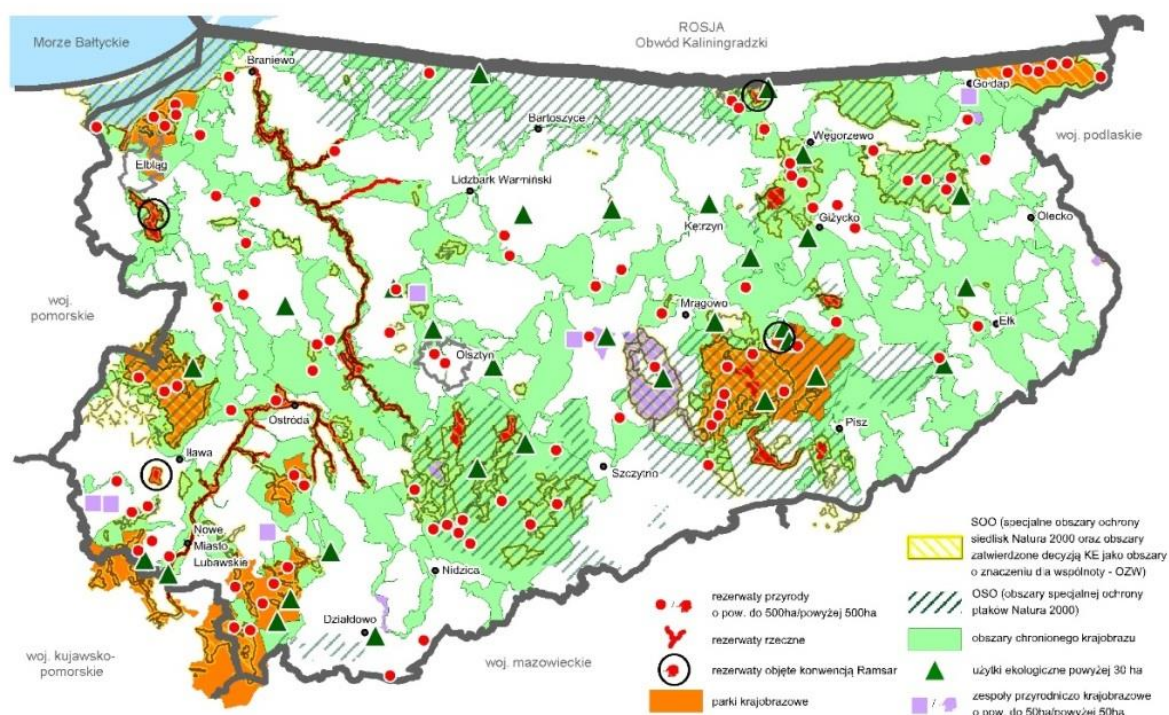 ROSJA
Obwód Kaliningradzki
Morze Bałtyckie
Braniewo
Gołdap
Bartoszyce
Węgorzewo
woj. podlaskie
Elbląg
Lidzbark Warmiński
Kętrzyn
Giżycko
Olecko
woj.
pomorskie
Mrągowo
Ełk
Olsztyn
Ostróda
Pisz
Iława
Szczytno
Nowe
Miasto
Lubawskie
Nidzica
Działdowo
woj. kujawsko-
pomorskie
woj. mazowieckie
rezerwaty przyrody
o pow. do 500ha/powyżej 500ha
rezerwaty rzeczne
rezerwaty objęte konwencją Ramsar
parki krajobrazowe
SOO (specjalne obszary ochrony
siedlisk Natura 2000 oraz obszary
zatwierdzone decyzją KE jako obszary
o znaczeniu dla wspólnoty - OZW)
OSO (obszary specjalnej ochrony
ptaków Natura 2000)
obszary chronionego krajobrazu
użytki ekologiczne powyżej 30 ha
zespoły przyrodniczo krajobrazowe
o pow. do 50ha/powyżej 50ha